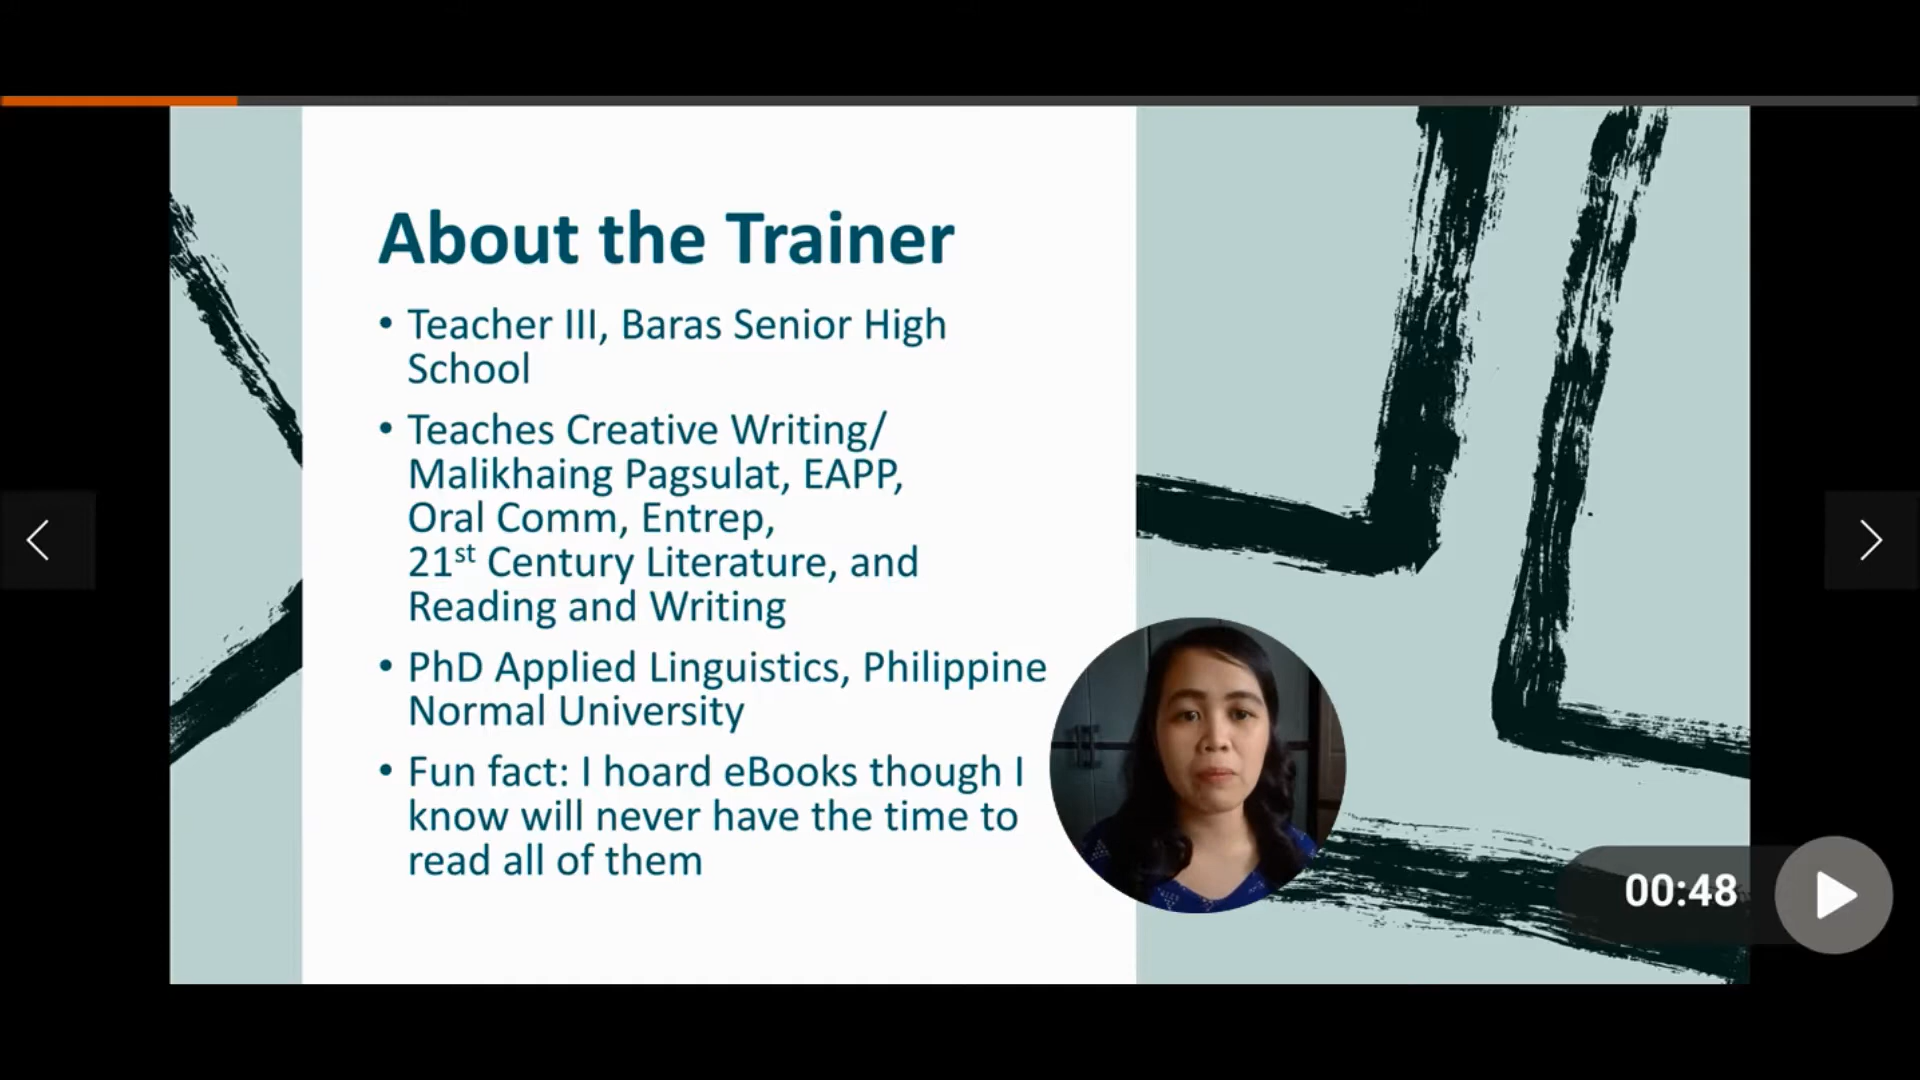 About the Trainer
• Teacher III, Baras Senior High
School
• Teaches Creative Writing/
Malikhaing Pagsulat, EAPP,
Oral Comm, Entrep,
21st Century Literature, and
Reading and Writing
• PhD Applied Linguistics, Philippine
Normal University
• Fun fact: I hoard eBooks though I
know will never have the time to
read all of them
00:48